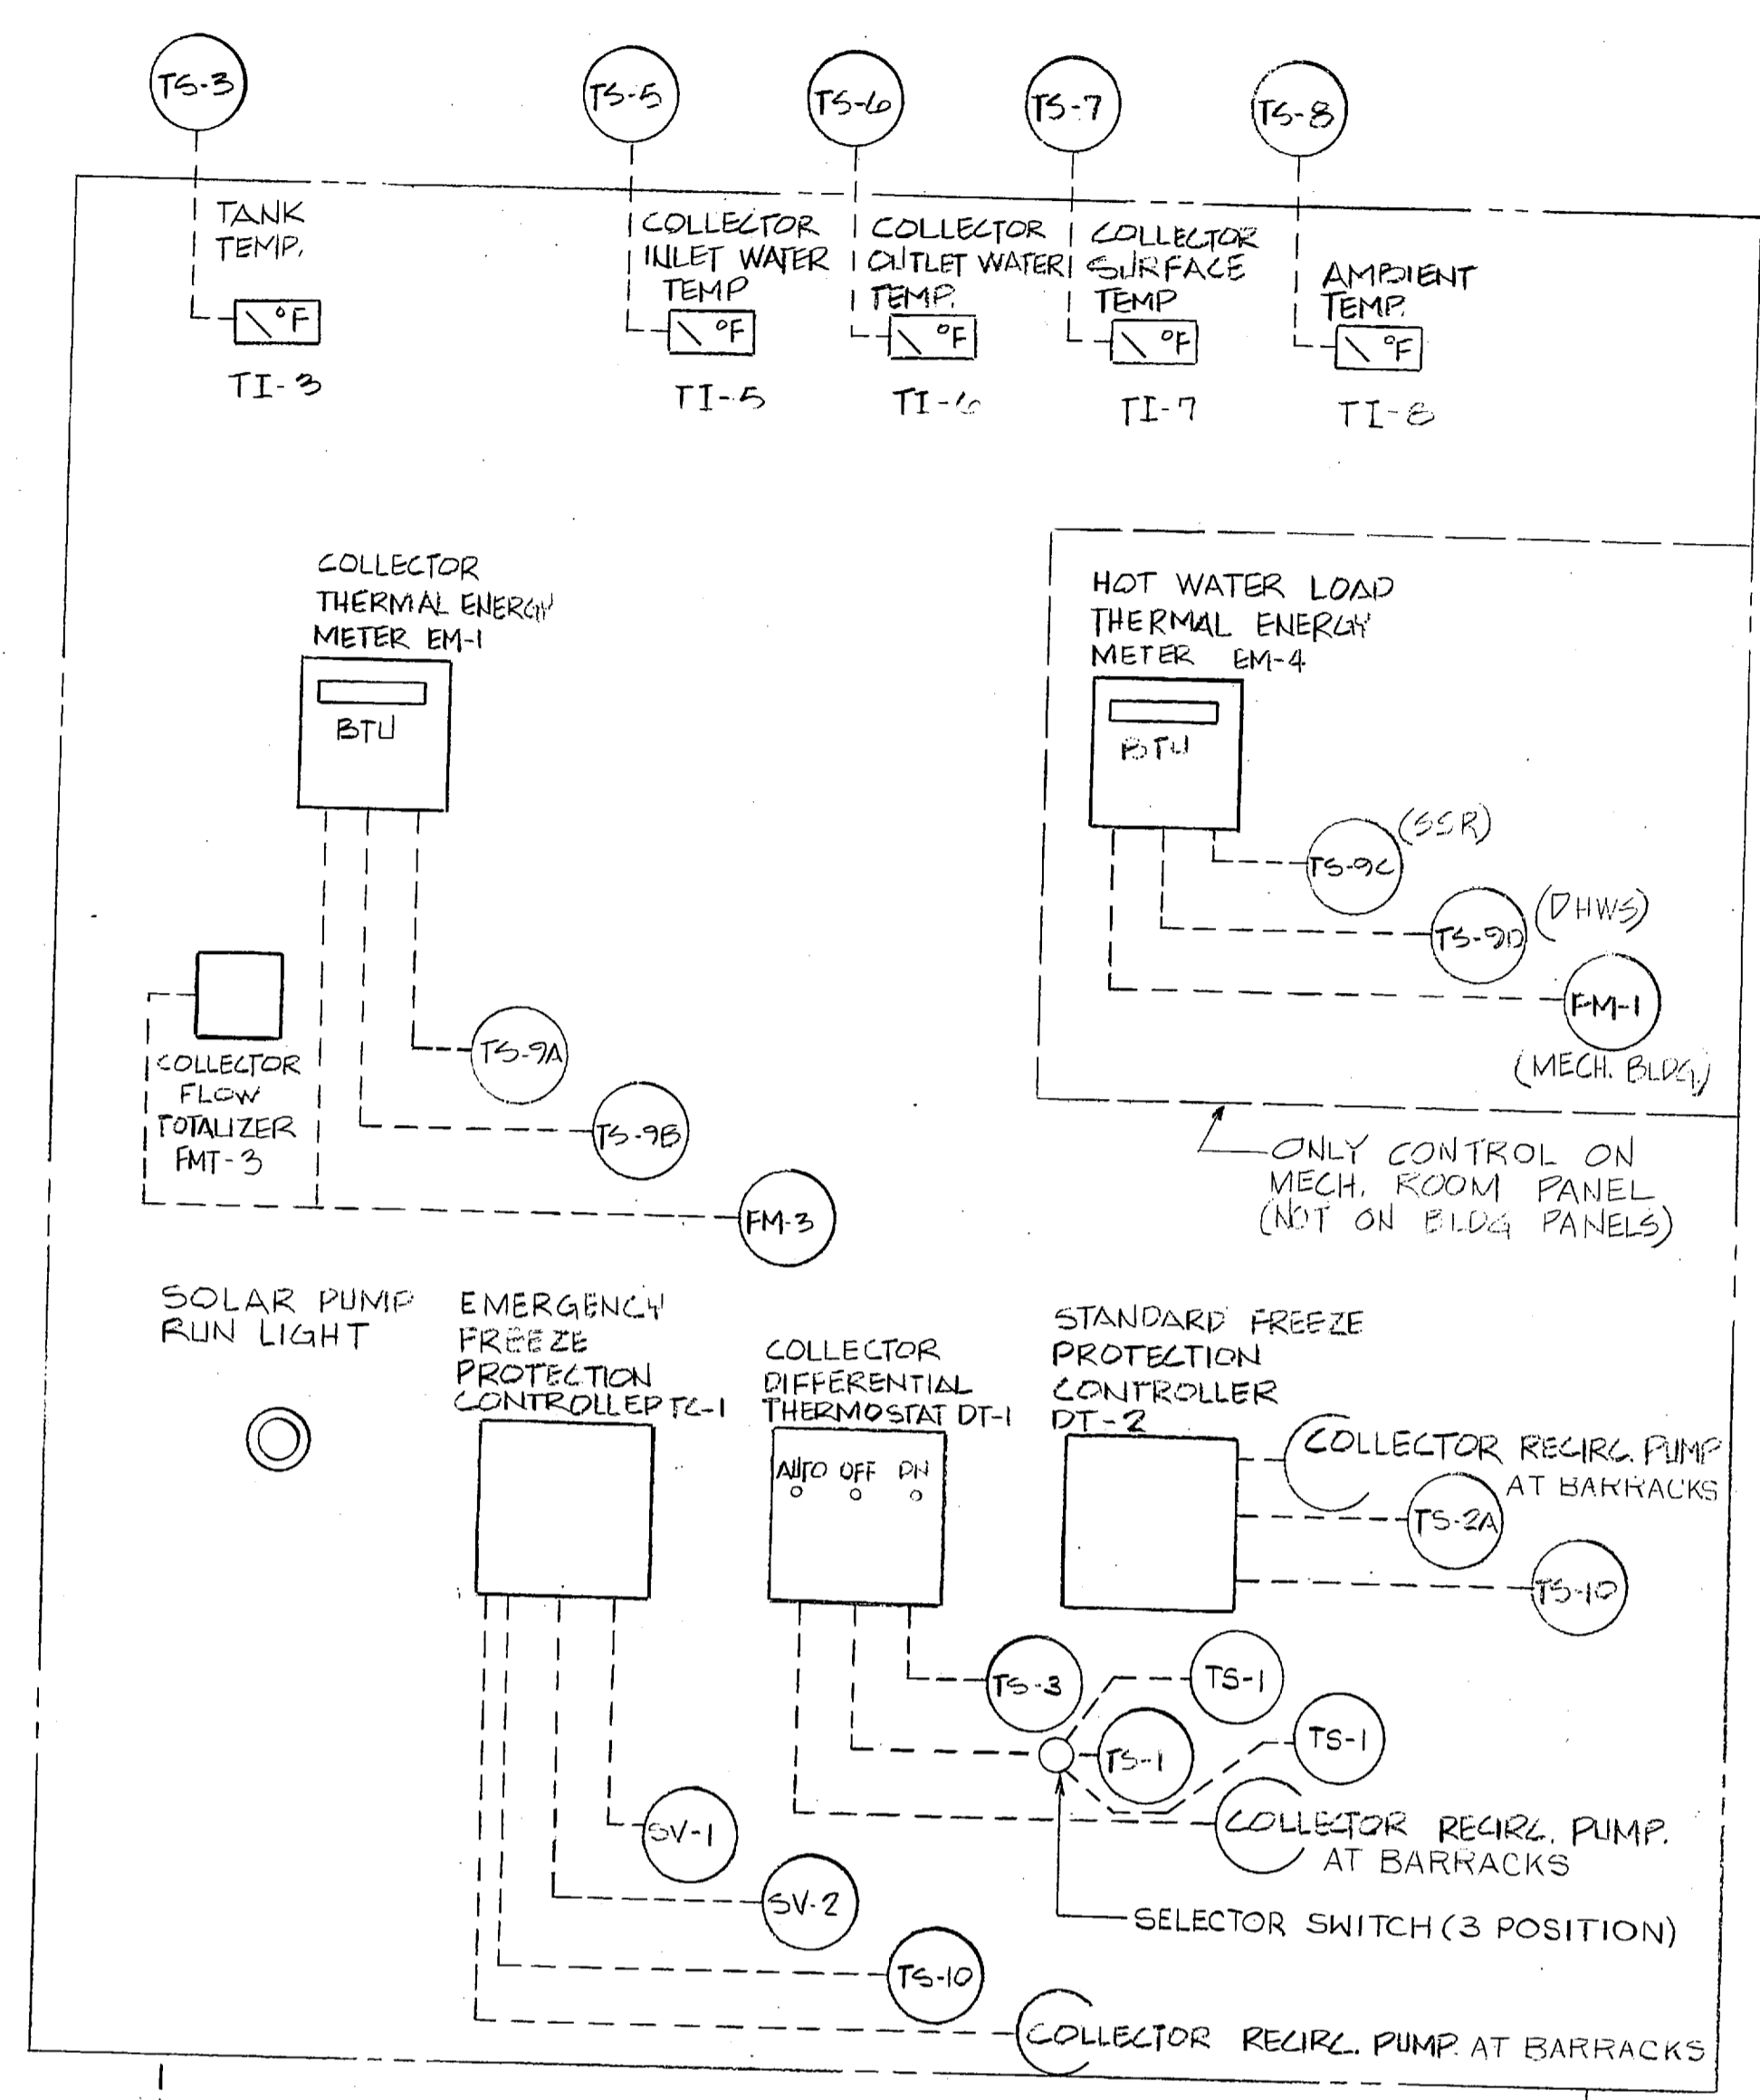 TS-3
TS-5
TS-6
TS-7
TS-8
TANK
TEMP.
°F
TI-3
COLLECTOR
INLET WATER
TEMP
°F
TI-5
COLLECTOR
OUTLET WATER
TEMP.
°F
TI-6
COLLECTOR
SURFACE
TEMP
°F
TI-7
AMBIENT
TEMP.
°F
TI-8
COLLECTOR
THERMAL ENERGY
METER EM-1
BTU
HOT WATER LOAD
THERMAL ENERGY
METER EM-4
BTU
TS-9C
(SSR)
TS-9D
(DHWS)
FM-1
(MECH. BLDG.)
COLLECTOR
FLOW
TOTALIZER
FMT-3
TS-9A
TS-9B
FM-3
ONLY CONTROL ON
MECH. ROOM PANEL
(NOT ON BLDG PANELS)
SOLAR PUMP
RUN LIGHT
EMERGENCY
FREEZE
PROTECTION
CONTROLLER TC-1
COLLECTOR
DIFFERENTIAL
THERMOSTAT DT-1
AUTO OFF ON
STANDARD FREEZE
PROTECTION
CONTROLLER
DT-2
COLLECTOR RECIRC. PUMP
AT BARRACKS
TS-2A
TS-10
TS-3
TS-1
TS-1
TS-1
COLLECTOR RECIRC. PUMP.
AT BARRACKS
SELECTOR SWITCH (3 POSITION)
SV-1
SV-2
TS-10
COLLECTOR RECIRC. PUMP. AT BARRACKS